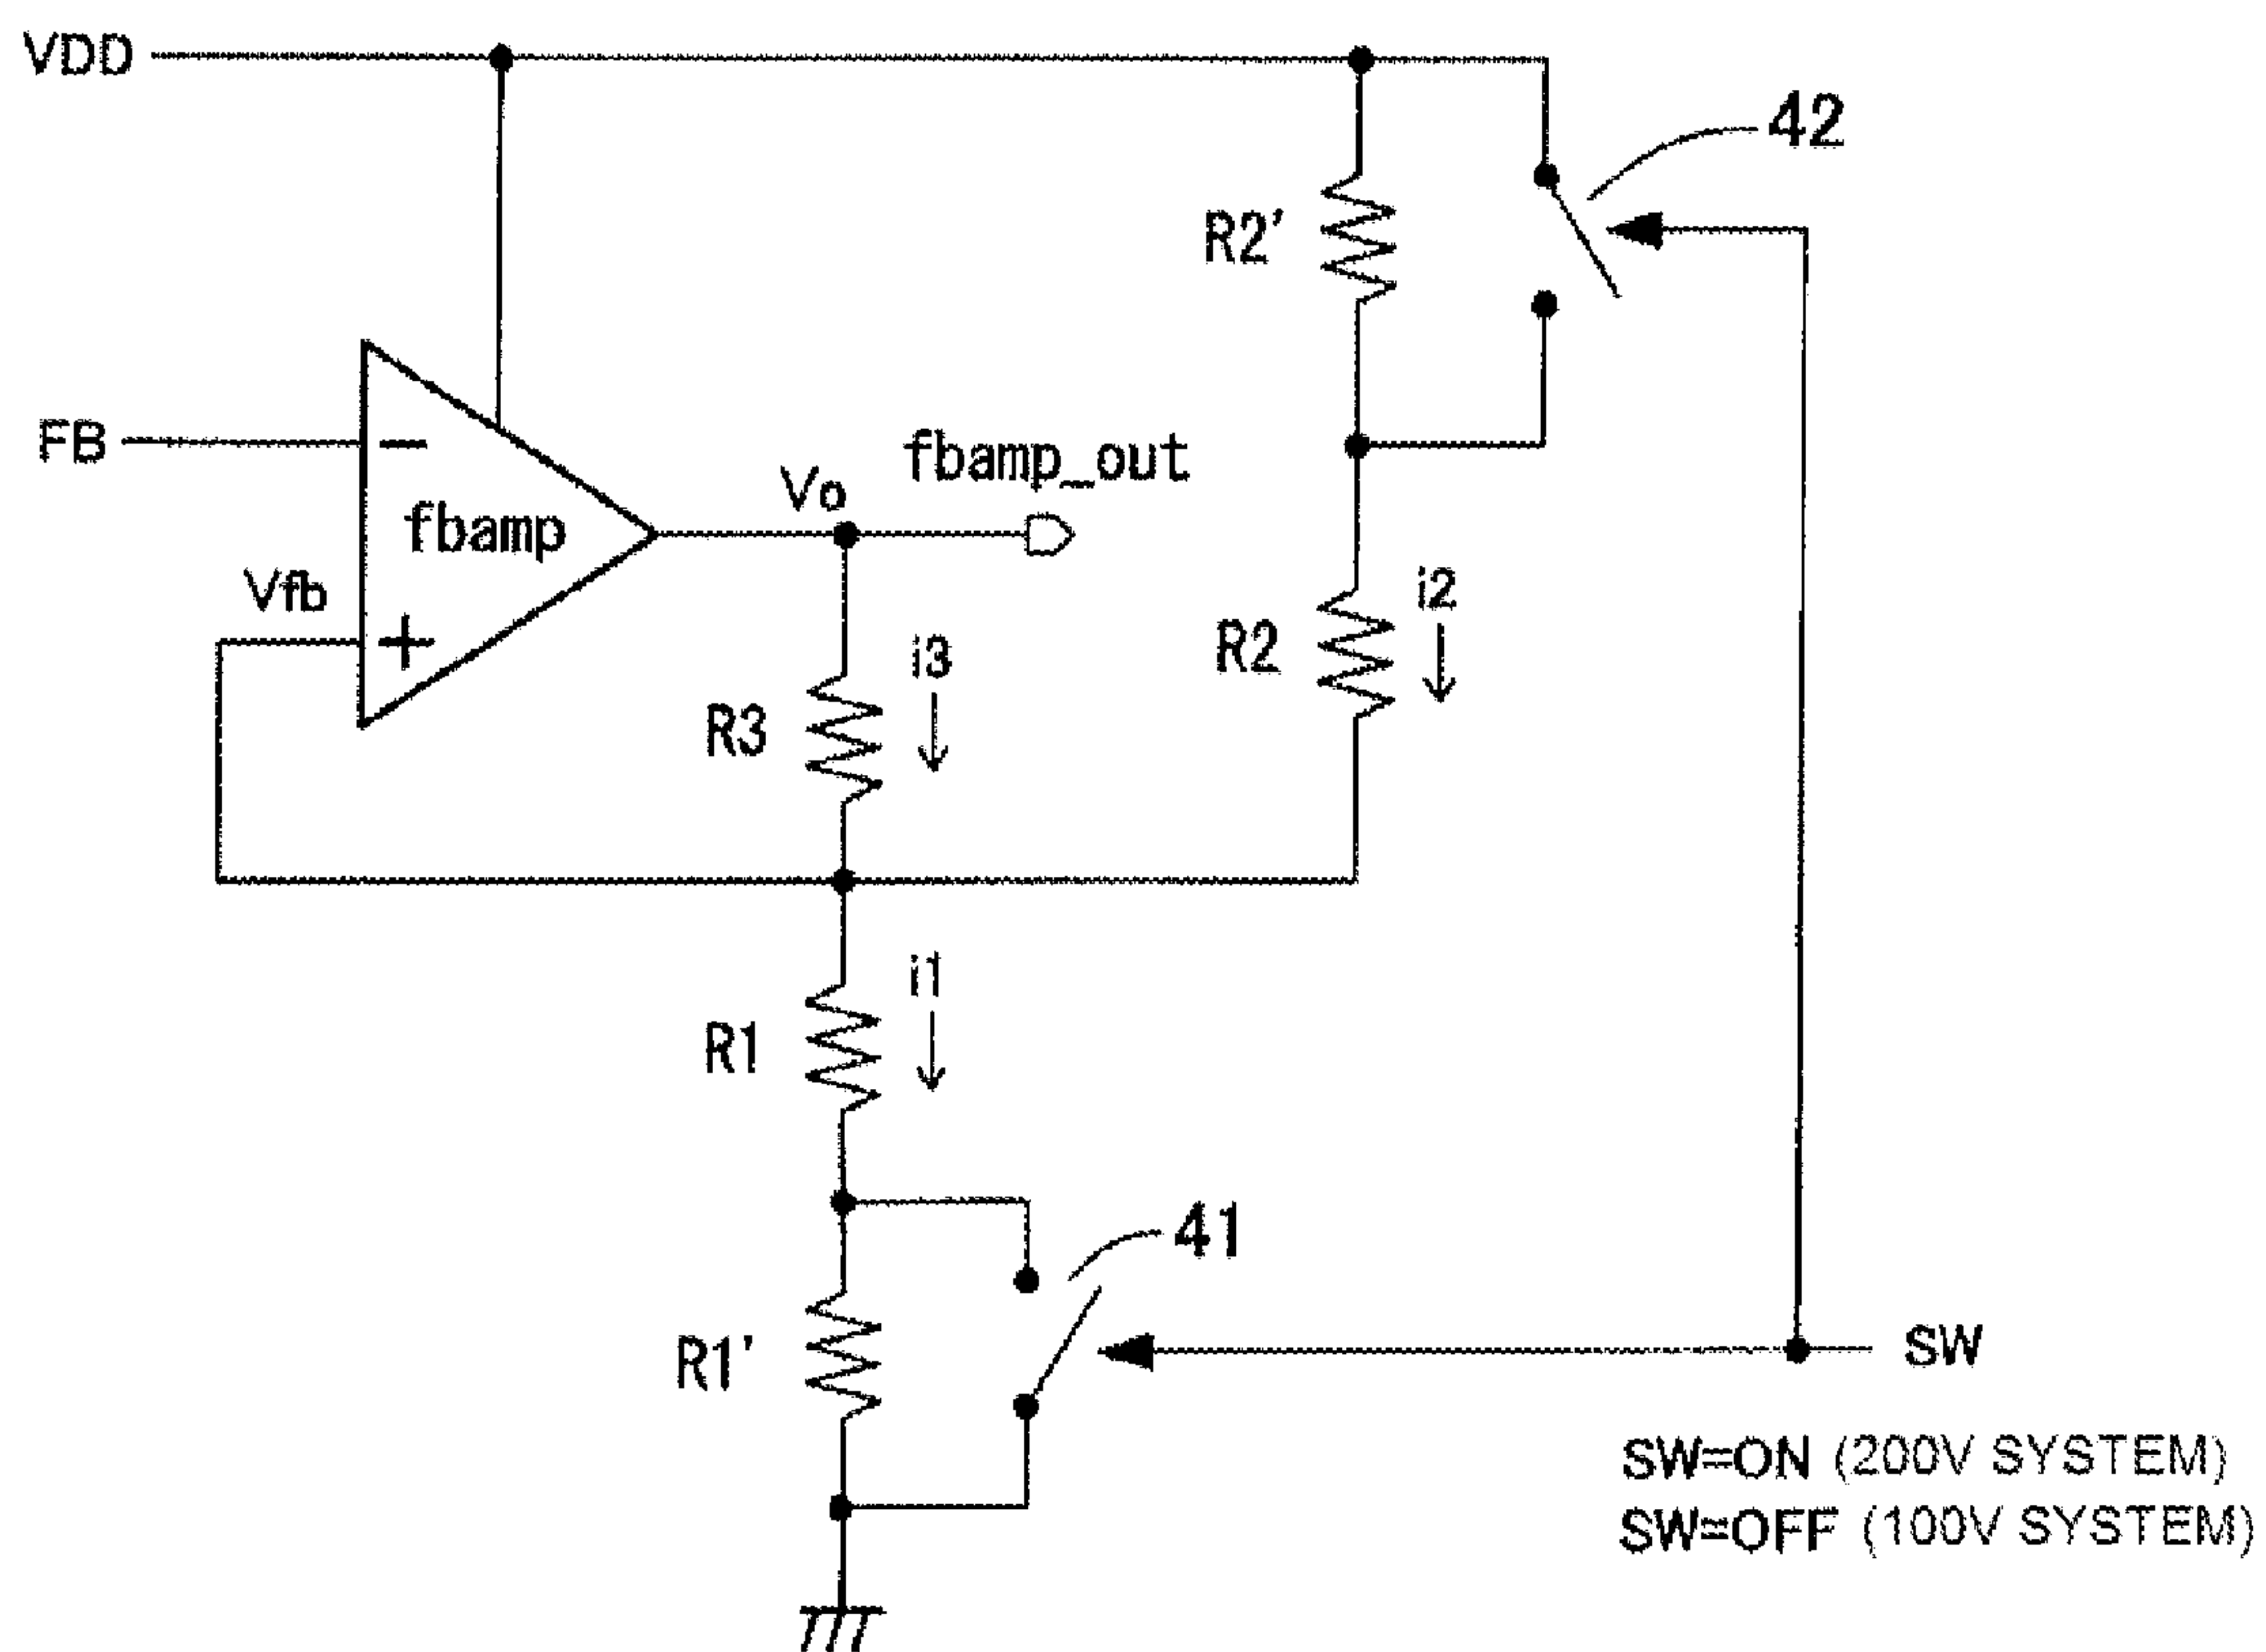 VDD
42
R2'
FB
−
fbamp_out
Vo
fbamp
Vfb
+
i2
R2
i3
R3
i1
R1
41
R1'
SW
SW=ON (200V SYSTEM)
SW=OFF (100V SYSTEM)